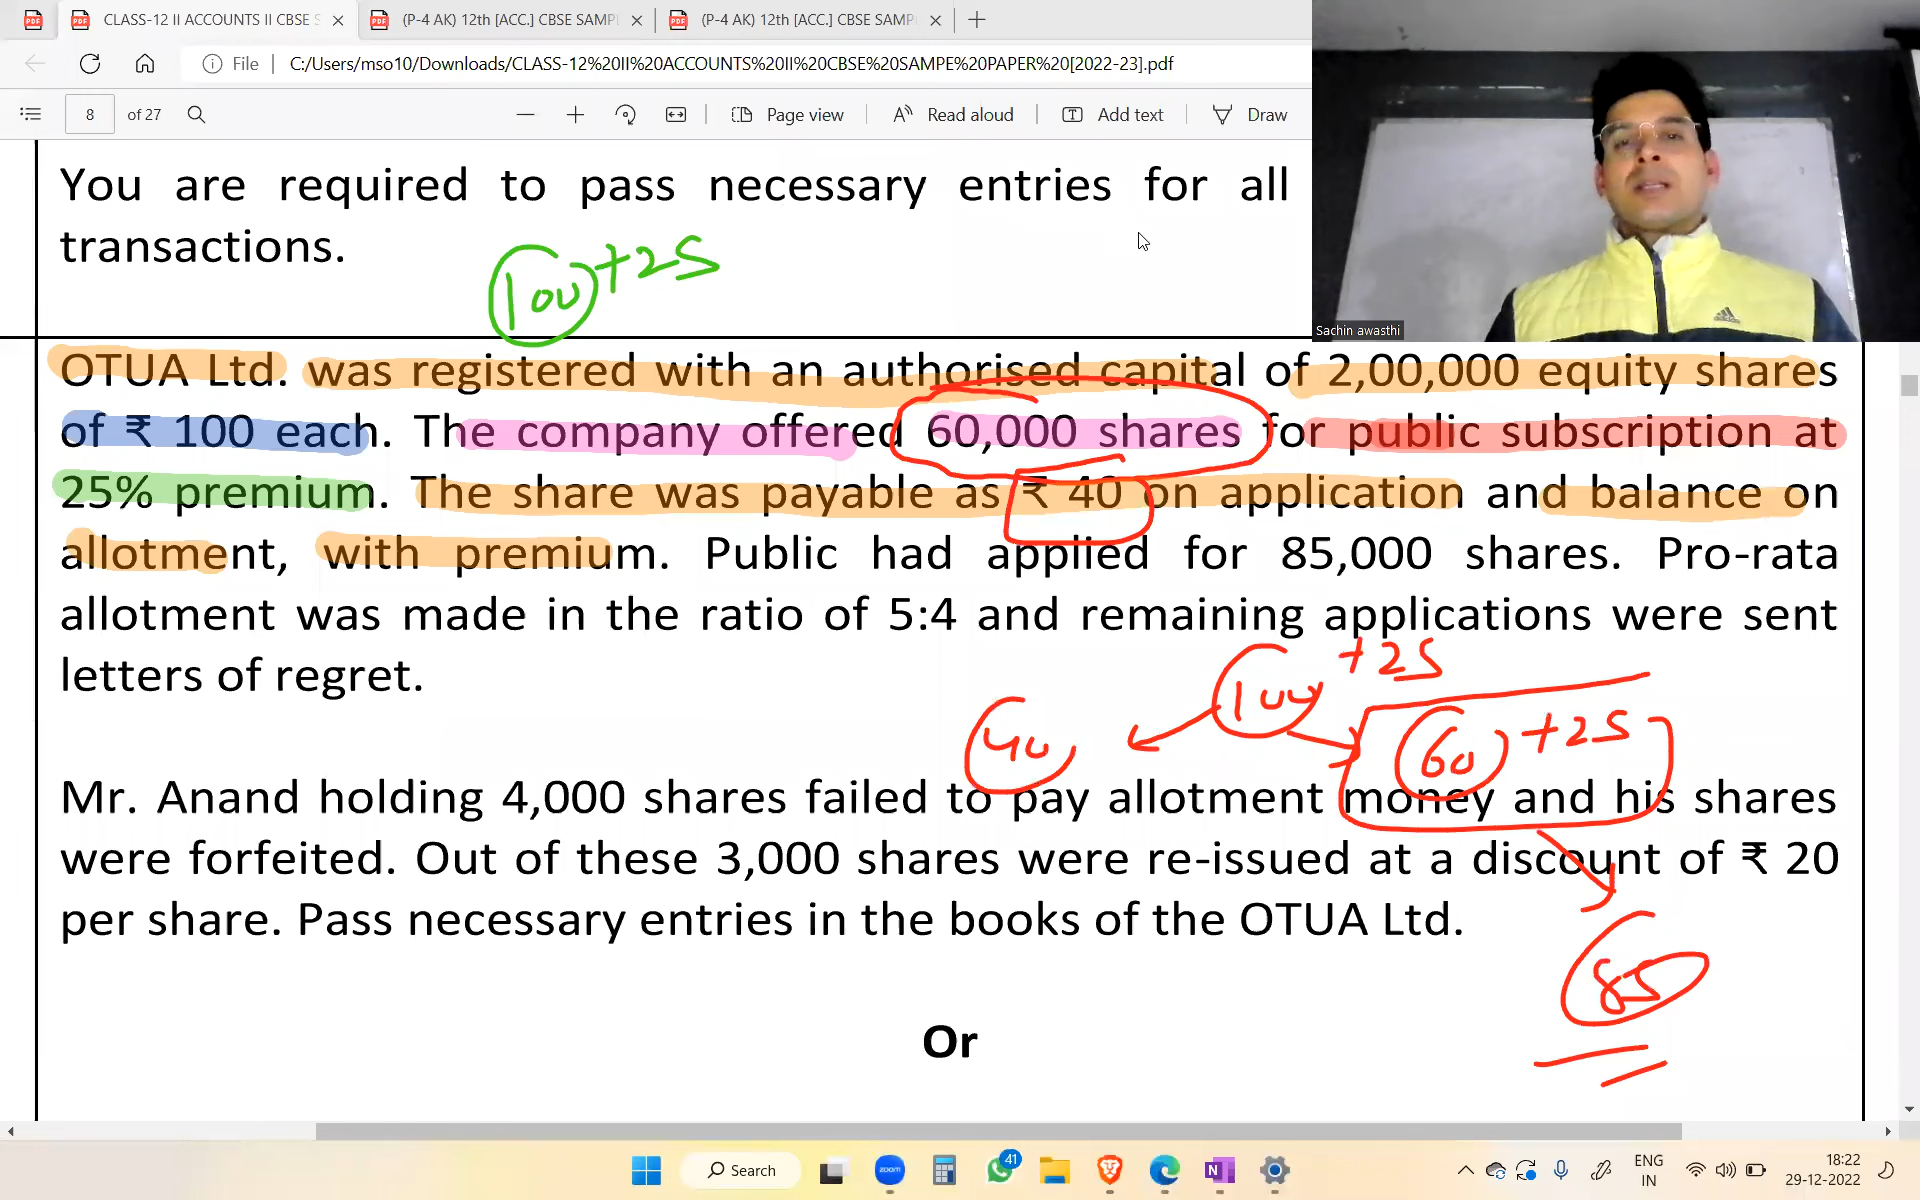 CLASS-12 II ACCOUNTS II CBSE S
(P-4 AK) 12th [ACC.] CBSE SAMPL
(P-4 AK) 12th [ACC.] CBSE SAMP
File
C:/Users/mso10/Downloads/CLASS-12%20II%20ACCOUNTS%20II%20CBSE%20SAMPE%20PAPER%20[2022-23].pdf
8 of 27
Page view
Read aloud
Add text
Draw
Sachin awasthi
You are required to pass necessary entries for all
transactions.
100 +25
OTUA Ltd. was registered with an authorised capital of 2,00,000 equity shares
of ₹ 100 each. The company offered 60,000 shares for public subscription at
25% premium. The share was payable as ₹ 40 on application and balance on
allotment, with premium. Public had applied for 85,000 shares. Pro-rata
allotment was made in the ratio of 5:4 and remaining applications were sent
letters of regret.
100 +25
40
60 +25
Mr. Anand holding 4,000 shares failed to pay allotment money and his shares
were forfeited. Out of these 3,000 shares were re-issued at a discount of ₹ 20
per share. Pass necessary entries in the books of the OTUA Ltd.
85
Or
Search
zoom
41
N
ENG
IN
18:22
29-12-2022